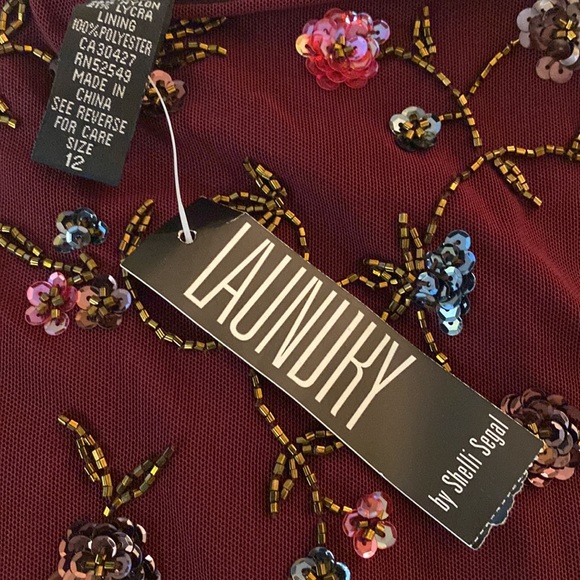 NYLON
LYCRA
LINING
100%POLYESTER
CA30427
RN52549
MADE IN
CHINA
SEE REVERSE
FOR CARE
SIZE
12
LAUNDRY
by Shelli Segal